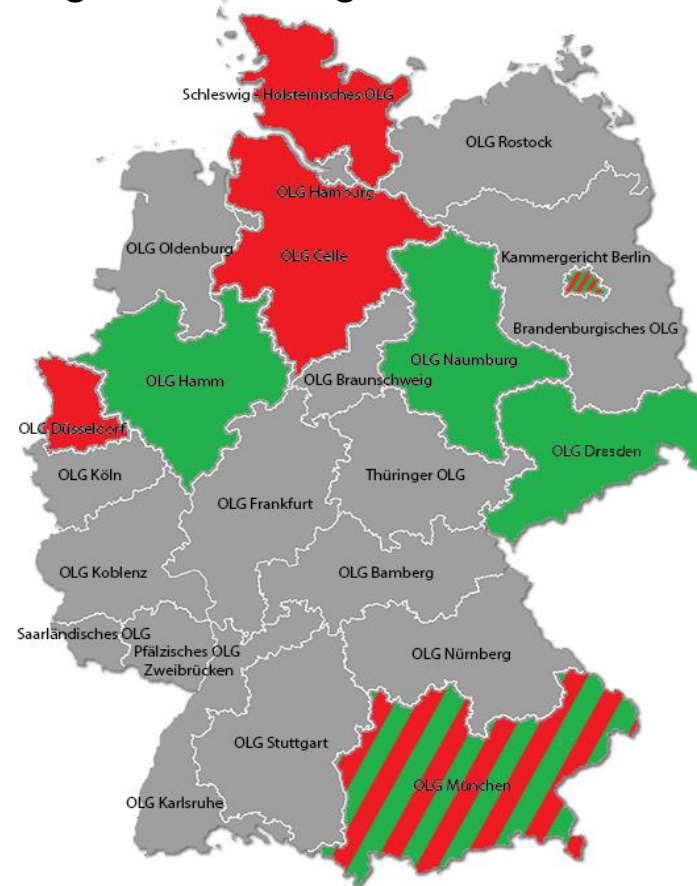 Schleswig - Holsteinisches OLG
OLG Rostock
OLG Hamburg
OLG Oldenburg
OLG Celle
Kammergericht Berlin
Brandenburgisches OLG
OLG Hamm
OLG Braunschweig
OLG Naumburg
OLG Düsseldorf
OLG Dresden
OLG Köln
OLG Frankfurt
Thüringer OLG
OLG Koblenz
OLG Bamberg
Saarländisches OLG
Pfälzisches OLG
Zweibrücken
OLG Nürnberg
OLG Stuttgart
OLG München
OLG Karlsruhe